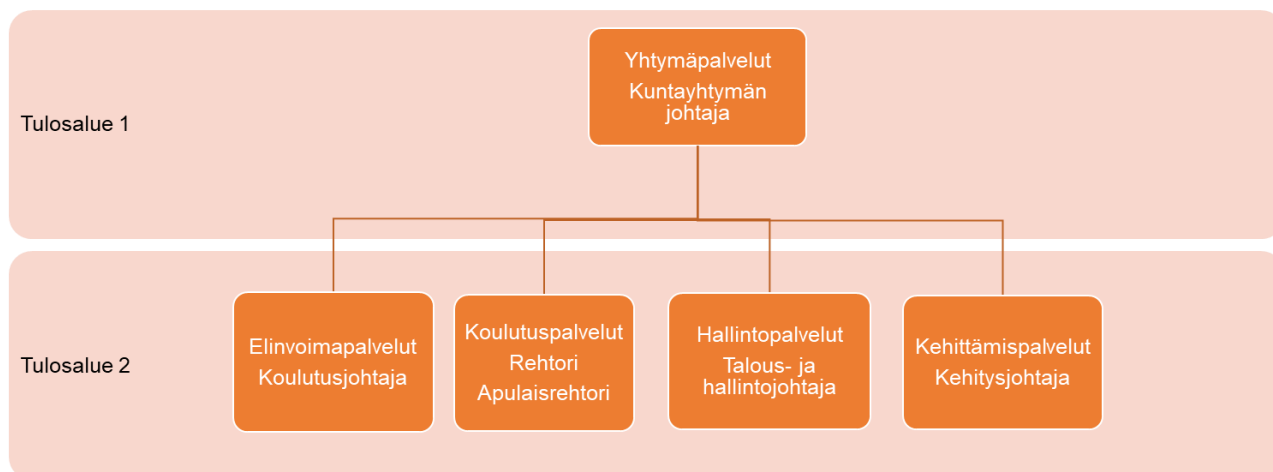 Yhtymäpalvelut
Kuntayhtymän
johtaja
Tulosalue 1
Elinvoimapalvelut
Koulutusjohtaja
Koulutuspalvelut
Rehtori
Apulaisrehtori
Hallintopalvelut
Talous- ja
hallintojohtaja
Kehittämispalvelut
Kehitysjohtaja
Tulosalue 2